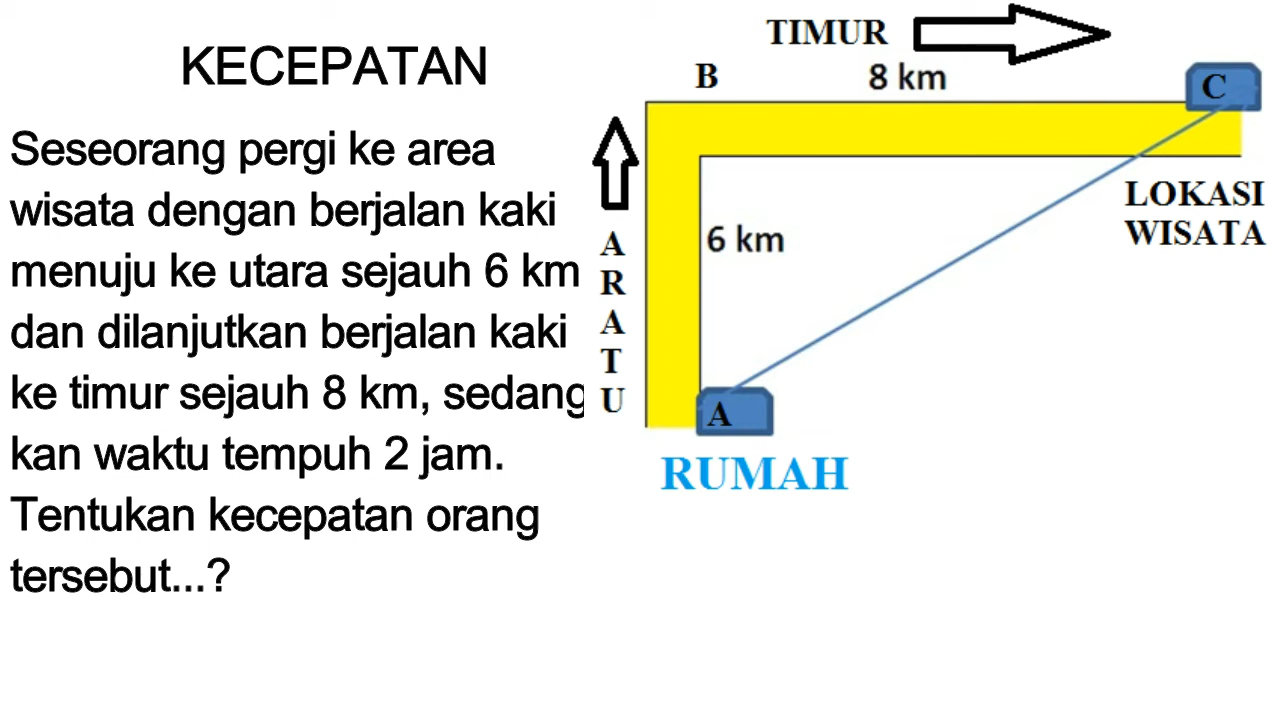 KECEPATAN
Seseorang pergi ke area
wisata dengan berjalan kaki
menuju ke utara sejauh 6 km
dan dilanjutkan berjalan kaki
ke timur sejauh 8 km, sedang
kan waktu tempuh 2 jam.
Tentukan kecepatan orang
tersebut...?
TIMUR
B
8 km
C
A
R
A
T
U
6 km
LOKASI
WISATA
A
RUMAH